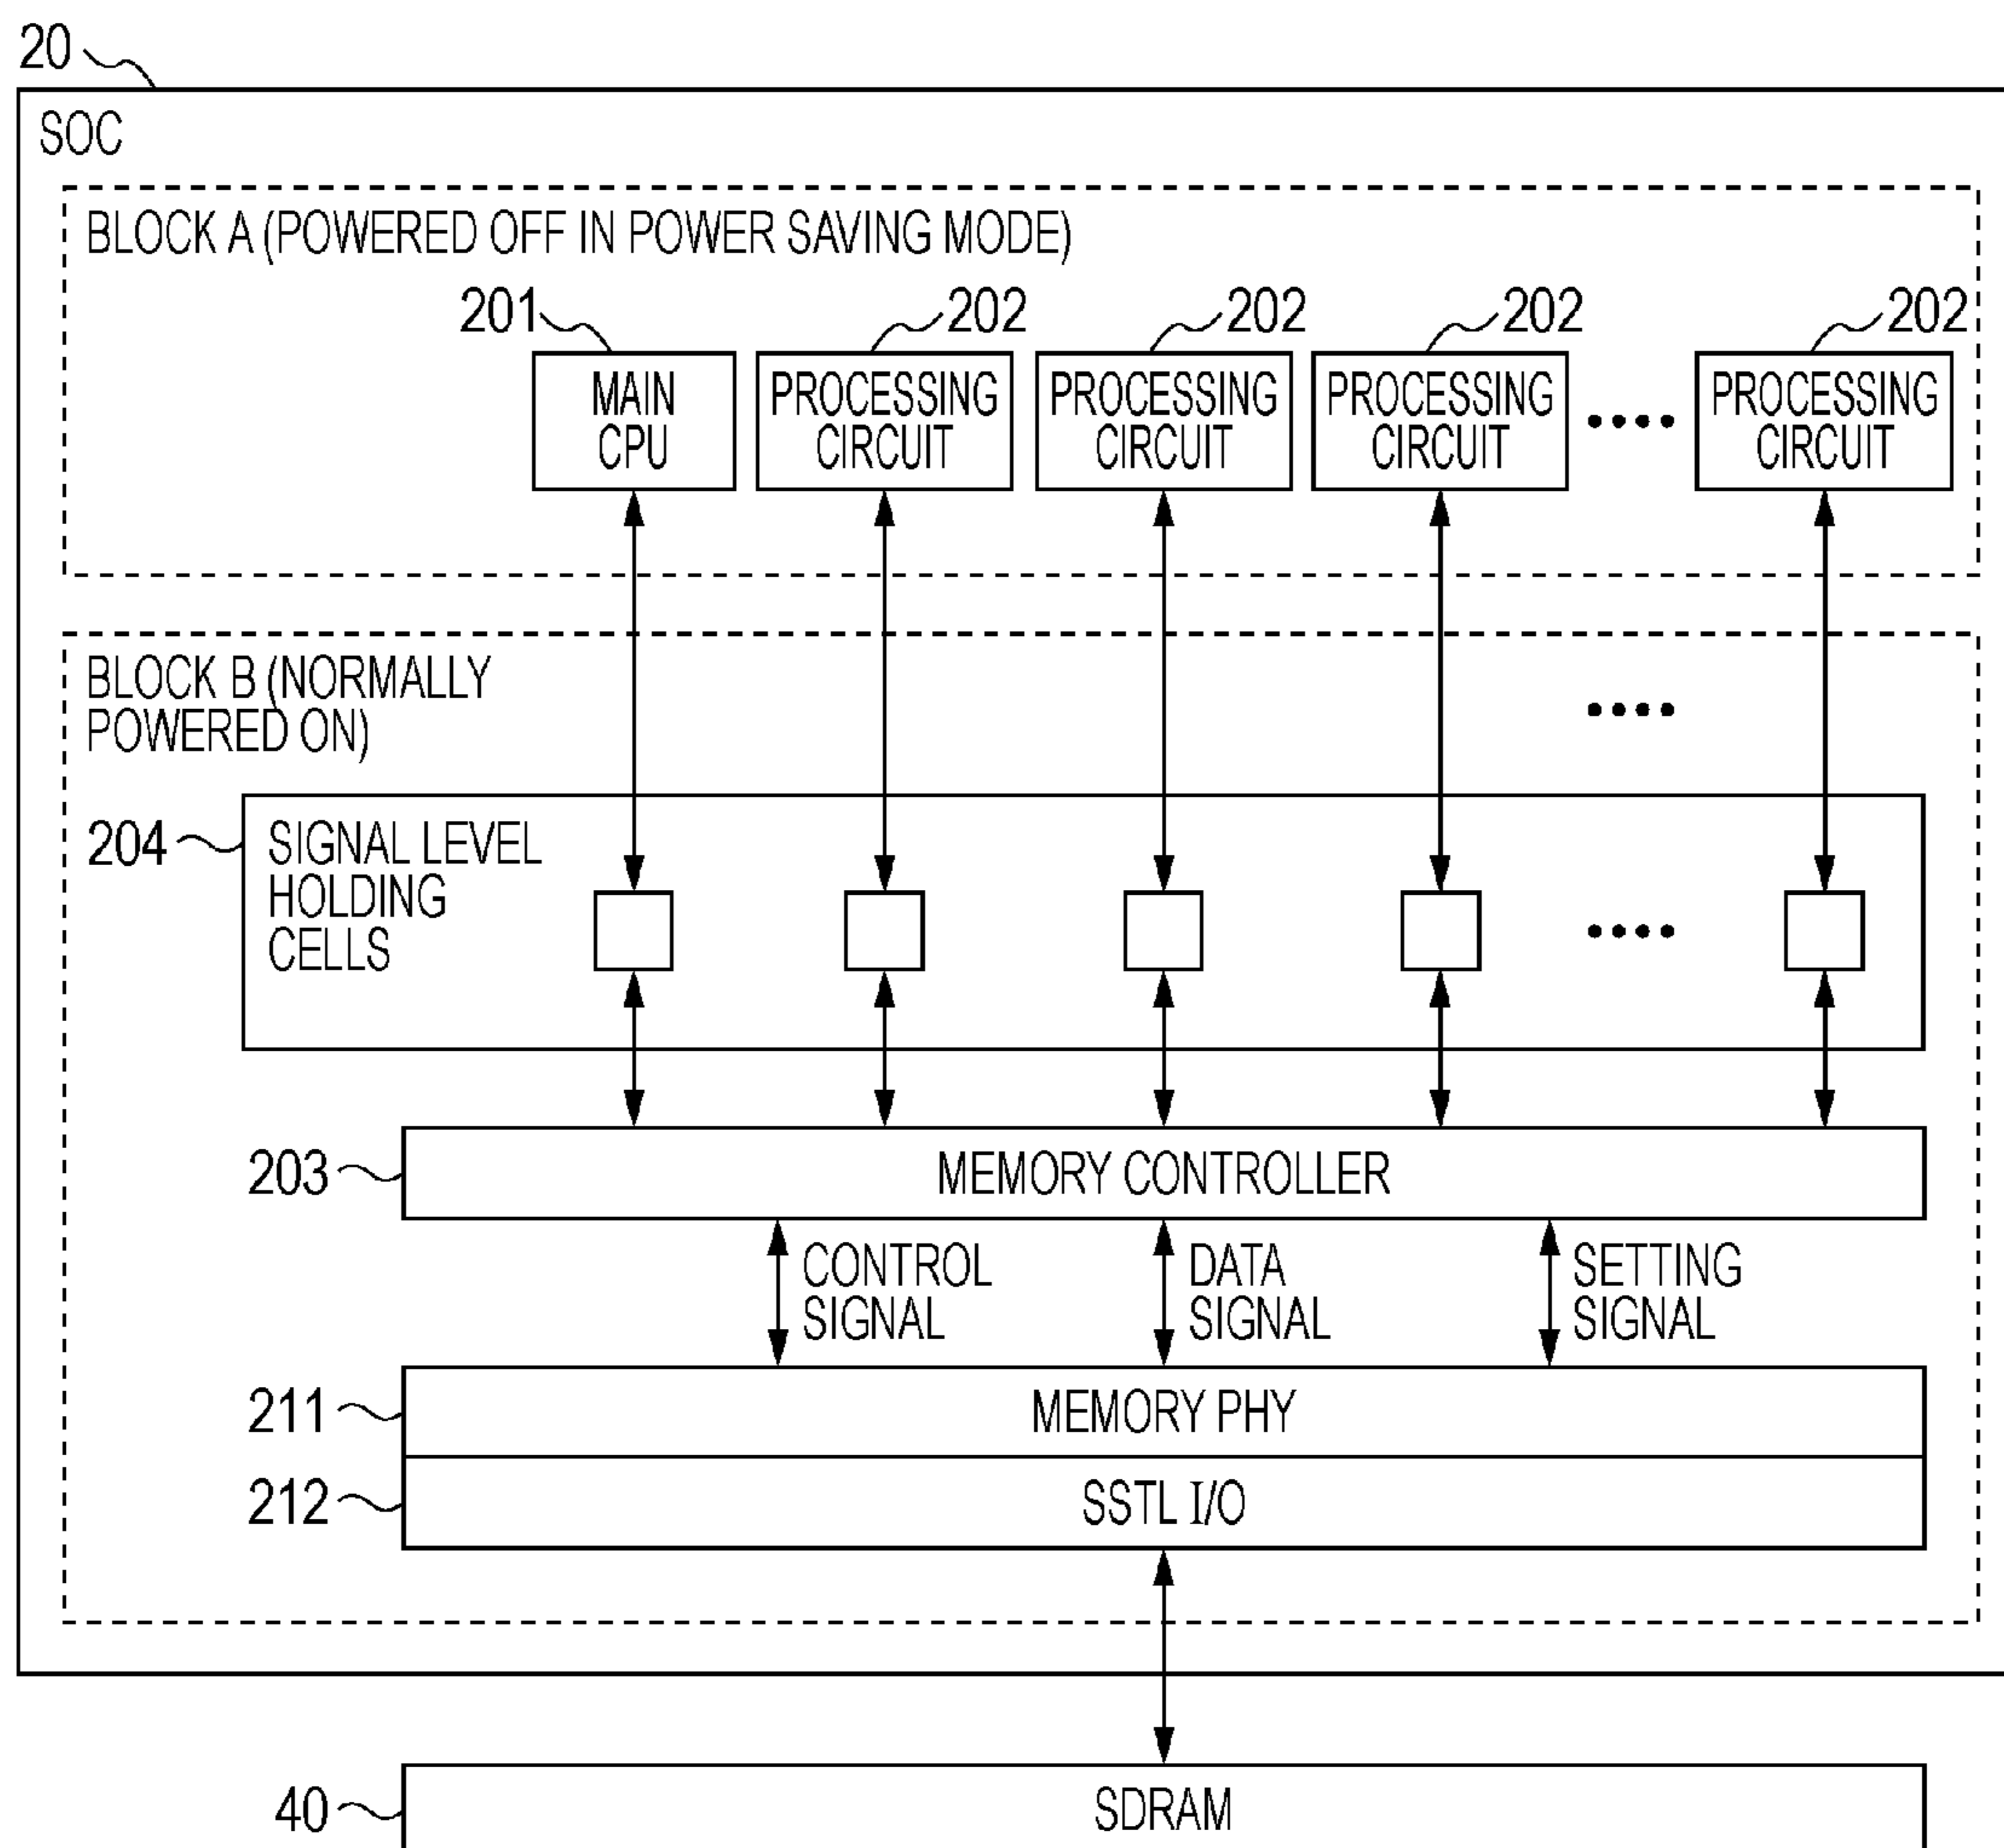 20
SOC
BLOCK A (POWERED OFF IN POWER SAVING MODE)
201
202
202
202
202
MAIN
CPU
PROCESSING
CIRCUIT
PROCESSING
CIRCUIT
PROCESSING
CIRCUIT
PROCESSING
CIRCUIT
BLOCK B (NORMALLY
POWERED ON)
204
SIGNAL LEVEL
HOLDING
CELLS
203
MEMORY CONTROLLER
CONTROL
SIGNAL
DATA
SIGNAL
SETTING
SIGNAL
211
MEMORY PHY
212
SSTL I/O
40
SDRAM